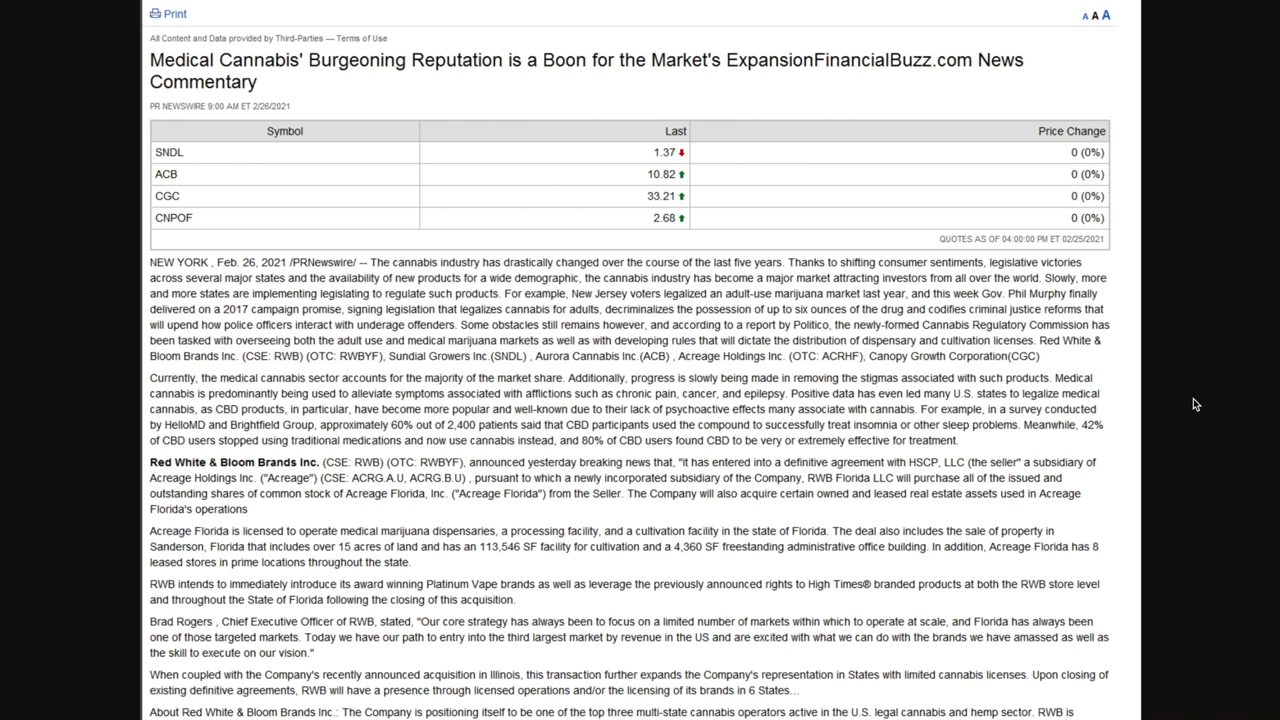 Print
A A A
All Content and Data provided by Third-Parties — Terms of Use
Medical Cannabis' Burgeoning Reputation is a Boon for the Market's ExpansionFinancialBuzz.com News
Commentary
PR NEWSWIRE 9:00 AM ET 2/26/2021
Symbol Last Price Change
SNDL 1.37 0 (0%)
ACB 10.82 0 (0%)
CGC 33.21 0 (0%)
CNPOF 2.68 0 (0%)
QUOTES AS OF 04:00:00 PM ET 02/25/2021
NEW YORK , Feb. 26, 2021 /PRNewswire/ -- The cannabis industry has drastically changed over the course of the last five years. Thanks to shifting consumer sentiments, legislative victories
across several major states and the availability of new products for a wide demographic, the cannabis industry has become a major market attracting investors from all over the world. Slowly, more
and more states are implementing legislating to regulate such products. For example, New Jersey voters legalized an adult-use marijuana market last year, and this week Gov. Phil Murphy finally
delivered on a 2017 campaign promise, signing legislation that legalizes cannabis for adults, decriminalizes the possession of up to six ounces of the drug and codifies criminal justice reforms that
will upend how police officers interact with underage offenders. Some obstacles still remains however, and according to a report by Politico, the newly-formed Cannabis Regulatory Commission has
been tasked with overseeing both the adult use and medical marijuana markets as well as with developing rules that will dictate the distribution of dispensary and cultivation licenses. Red White &
Bloom Brands Inc. (CSE: RWB) (OTC: RWBYF), Sundial Growers Inc.(SNDL) , Aurora Cannabis Inc.(ACB) , Acreage Holdings Inc. (OTC: ACRHF), Canopy Growth Corporation(CGC)
Currently, the medical cannabis sector accounts for the majority of the market share. Additionally, progress is slowly being made in removing the stigmas associated with such products. Medical
cannabis is predominantly being used to alleviate symptoms associated with afflictions such as chronic pain, cancer, and epilepsy. Positive data has even led many U.S. states to legalize medical
cannabis, as CBD products, in particular, have become more popular and well-known due to their lack of psychoactive effects many associate with cannabis. For example, in a survey conducted
by HelloMD and Brightfield Group, approximately 60% out of 2,400 patients said that CBD participants used the compound to successfully treat insomnia or other sleep problems. Meanwhile, 42%
of CBD users stopped using traditional medications and now use cannabis instead, and 80% of CBD users found CBD to be very or extremely effective for treatment.
Red White & Bloom Brands Inc. (CSE: RWB) (OTC: RWBYF), announced yesterday breaking news that, "it has entered into a definitive agreement with HSCP, LLC (the seller" a subsidiary of
Acreage Holdings Inc. ("Acreage") (CSE: ACRG.A.U, ACRG.B.U) , pursuant to which a newly incorporated subsidiary of the Company, RWB Florida LLC will purchase all of the issued and
outstanding shares of common stock of Acreage Florida, Inc. ("Acreage Florida") from the Seller. The Company will also acquire certain owned and leased real estate assets used in Acreage
Florida's operations
Acreage Florida is licensed to operate medical marijuana dispensaries, a processing facility, and a cultivation facility in the state of Florida. The deal also includes the sale of property in
Sanderson, Florida that includes over 15 acres of land and has an 113,546 SF facility for cultivation and a 4,360 SF freestanding administrative office building. In addition, Acreage Florida has 8
leased stores in prime locations throughout the state.
RWB intends to immediately introduce its award winning Platinum Vape brands as well as leverage the previously announced rights to High Times® branded products at both the RWB store level
and throughout the State of Florida following the closing of this acquisition.
Brad Rogers , Chief Executive Officer of RWB, stated, "Our core strategy has always been to focus on a limited number of markets within which to operate at scale, and Florida has always been
one of those targeted markets. Today we have our path to entry into the third largest market by revenue in the US and are excited with what we can do with the brands we have amassed as well as
the skill to execute on our vision."
When coupled with the Company's recently announced acquisition in Illinois, this transaction further expands the Company's representation in States with limited cannabis licenses. Upon closing of
existing definitive agreements, RWB will have a presence through licensed operations and/or the licensing of its brands in 6 States…
About Red White & Bloom Brands Inc.: The Company is positioning itself to be one of the top three multi-state cannabis operators active in the U.S. legal cannabis and hemp sector. RWB is